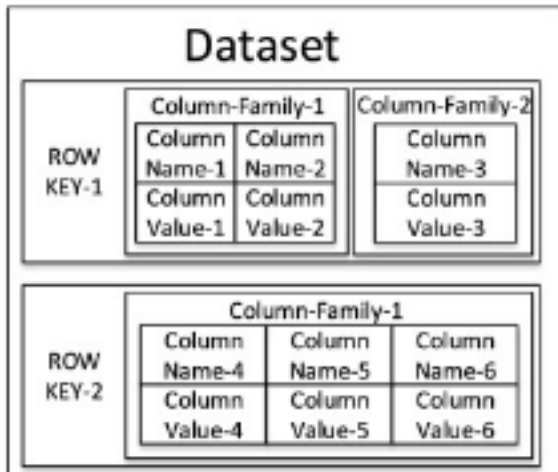 Dataset
ROW
KEY-1
Column-Family-1
Column
Name-1
Column
Name-2
Column
Value-1
Column
Value-2
Column-Family-2
Column
Name-3
Column
Value-3
ROW
KEY-2
Column-Family-1
Column
Name-4
Column
Name-5
Column
Name-6
Column
Value-4
Column
Value-5
Column
Value-6